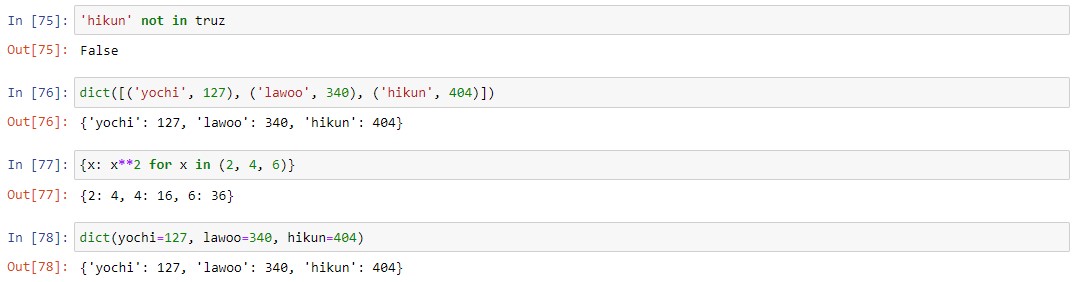 In [75]: 'hikun' not in truz
Out[75]: False
In [76]: dict([('yochi', 127), ('lawoo', 340), ('hikun', 404)])
Out[76]: {'yochi': 127, 'lawoo': 340, 'hikun': 404}
In [77]: {x: x**2 for x in (2, 4, 6)}
Out[77]: {2: 4, 4: 16, 6: 36}
In [78]: dict(yochi=127, lawoo=340, hikun=404)
Out[78]: {'yochi': 127, 'lawoo': 340, 'hikun': 404}